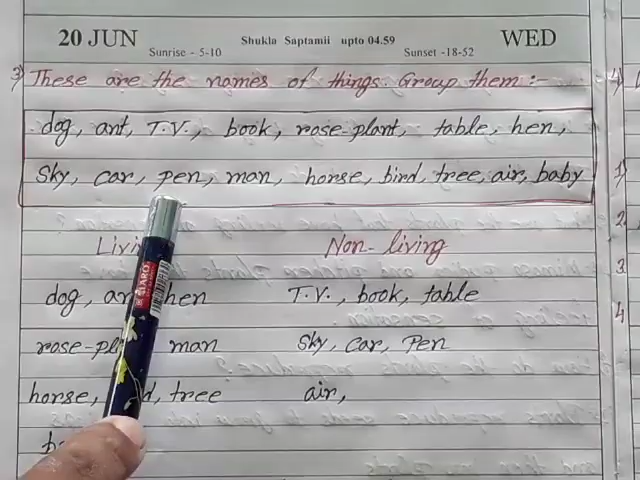 20 JUN Shukla Saptamii upto 04.59 WED
Sunrise - 5-10 Sunset -18-52
3) These are the names of things. Group them :-
dog, ant, T.V., book, rose-plant, table, hen,
Sky, car, pen, man, horse, bird, tree, air, baby
Non-living
dog, hen T.V., book, table
man Sky, Car, Pen
horse, tree air,